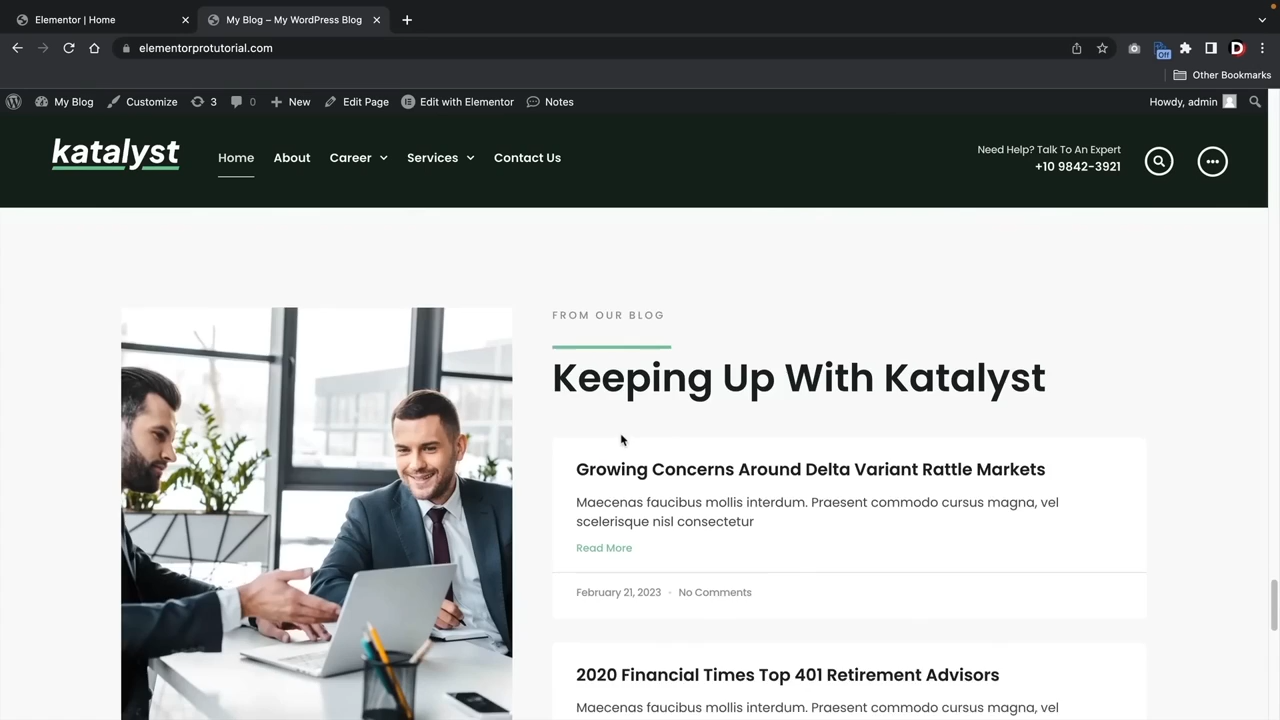 Elementor | Home
My Blog – My WordPress Blog
elementorprotutorial.com
Off
D
Other Bookmarks
My Blog
Customize
3
0
New
Edit Page
Edit with Elementor
Notes
Howdy, admin
katalyst
Home
About
Career
Services
Contact Us
Need Help? Talk To An Expert
+10 9842-3921
FROM OUR BLOG
Keeping Up With Katalyst
Growing Concerns Around Delta Variant Rattle Markets
Maecenas faucibus mollis interdum. Praesent commodo cursus magna, vel
scelerisque nisl consectetur
Read More
February 21, 2023 · No Comments
2020 Financial Times Top 401 Retirement Advisors
Maecenas faucibus mollis interdum. Praesent commodo cursus magna, vel